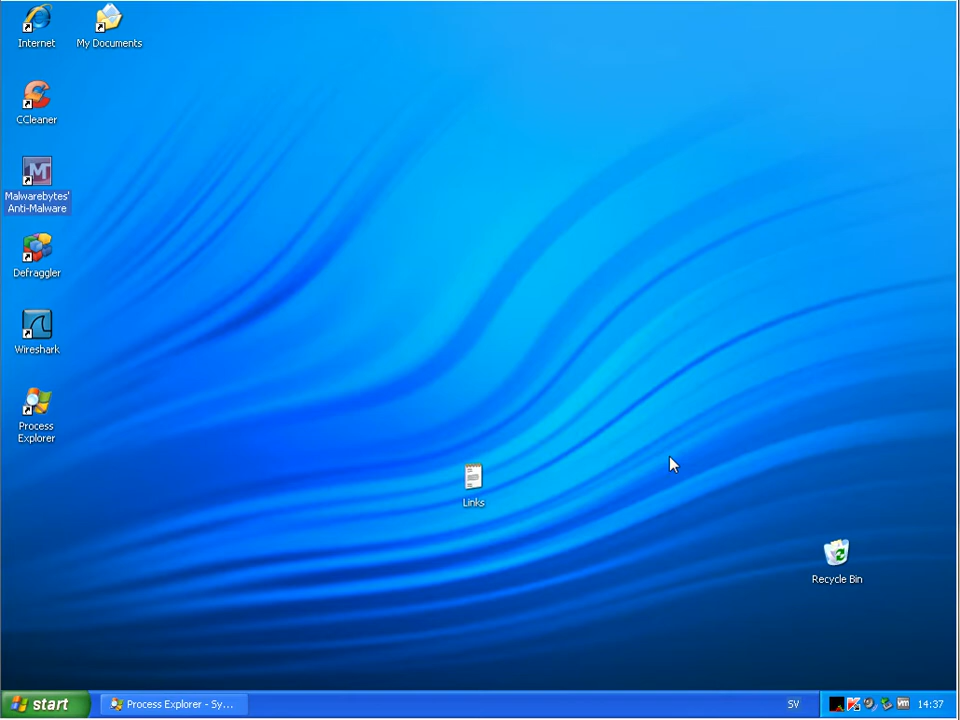 Internet
My Documents
CCleaner
Malwarebytes'
Anti-Malware
Defraggler
Wireshark
Process
Explorer
Links
Recycle Bin
start
Process Explorer - Sy...
SV
14:37